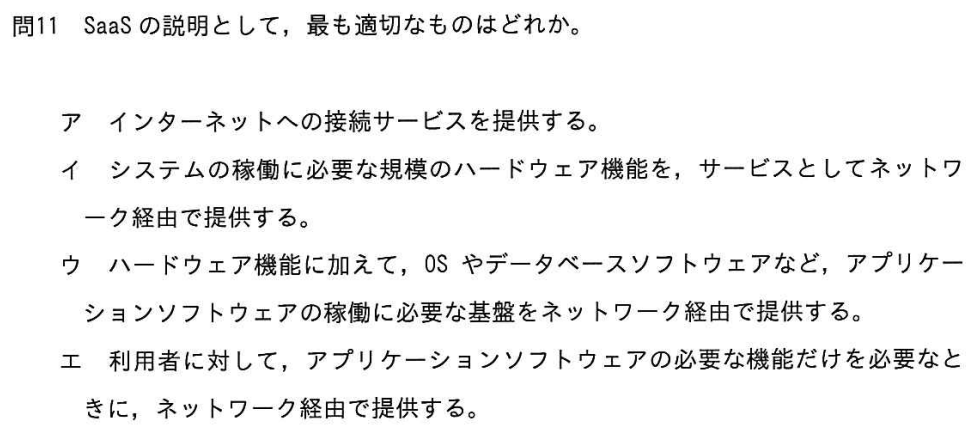 問11 SaaS の説明として，最も適切なものはどれか。
ア インターネットへの接続サービスを提供する。
イ システムの稼働に必要な規模のハードウェア機能を，サービスとしてネットワ
ーク経由で提供する。
ウ ハードウェア機能に加えて，OS やデータベースソフトウェアなど，アプリケー
ションソフトウェアの稼働に必要な基盤をネットワーク経由で提供する。
エ 利用者に対して，アプリケーションソフトウェアの必要な機能だけを必要なと
きに，ネットワーク経由で提供する。